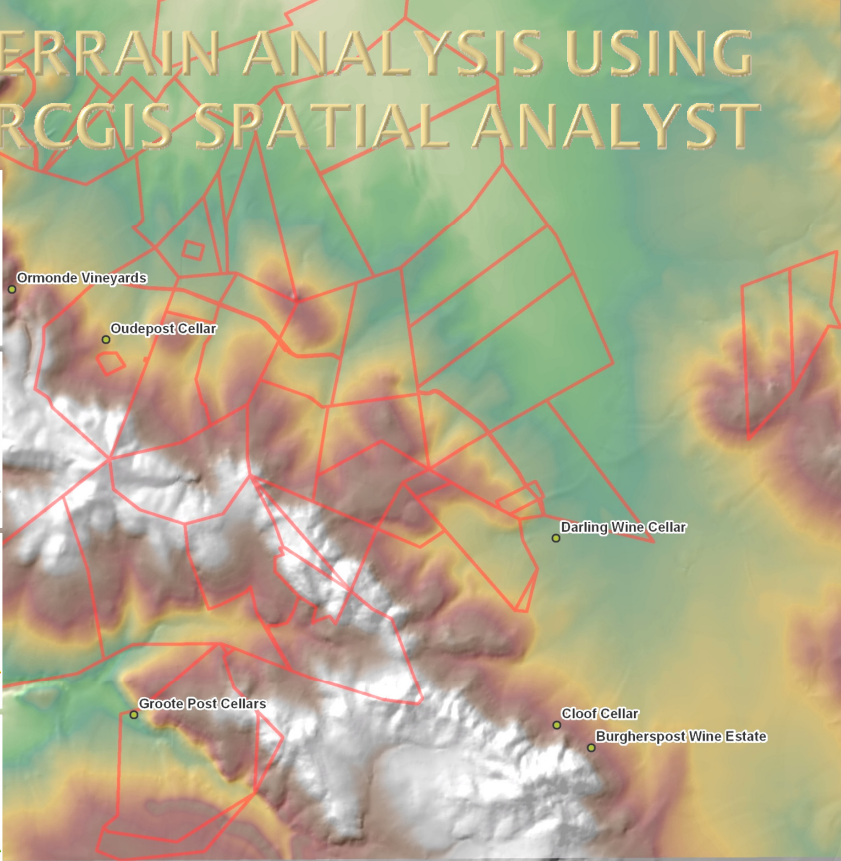 ERRAIN ANALYSIS USING
RCGIS SPATIAL ANALYST
Ormonde Vineyards
Oudepost Cellar
Darling Wine Cellar
Groote Post Cellars
Cloof Cellar
Burgherspost Wine Estate